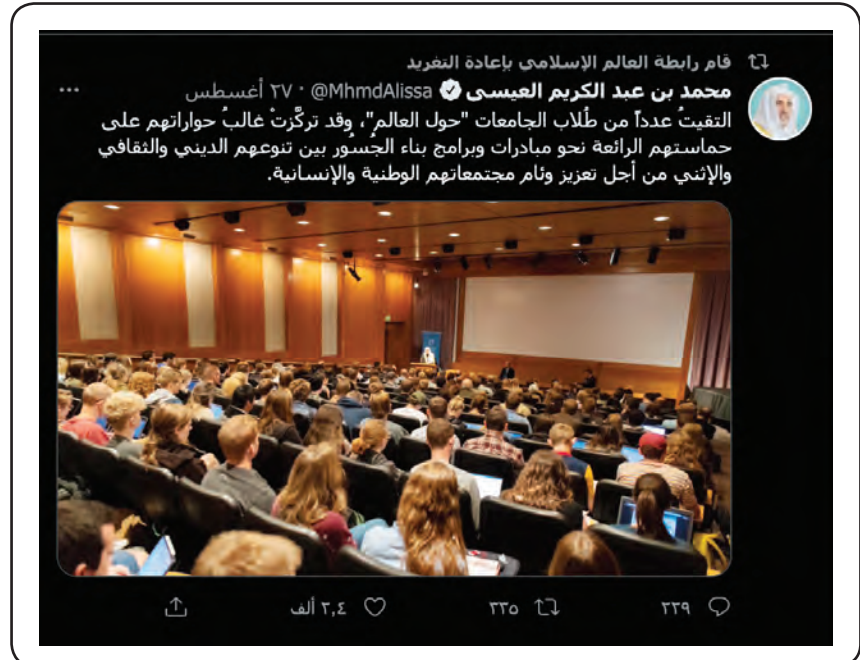 قام رابطة العالم الإسلامي بإعادة التغريد
محمد بن عبد الكريم العيسى @MhmdAlissa · ٢٧ أغسطس
التقيتُ عدداً من طُلاب الجامعات "حول العالم"، وقد تركَّزتْ غالبُ حواراتهم على
حماستهم الرائعة نحو مبادرات وبرامج بناء الجُسُور بين تنوعهم الديني والثقافي
والإثني من أجل تعزيز وئام مجتمعاتهم الوطنية والإنسانية.
٣٣٩ ٣٣٥ ٣,٤ ألف